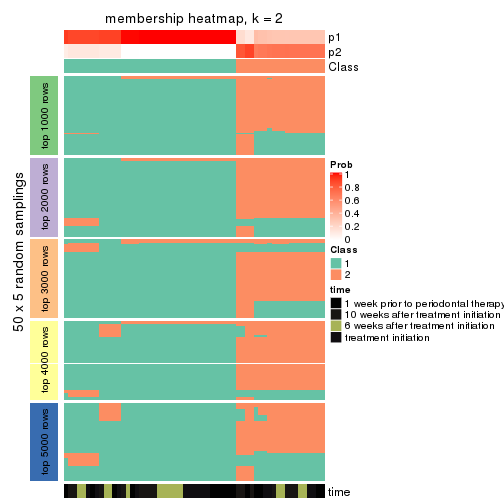 membership heatmap, k = 2
p1
p2
Class
50 x 5 random samplings
top 1000 rows
top 2000 rows
top 3000 rows
top 4000 rows
top 5000 rows
Prob
1
0.8
0.6
0.4
0.2
0
Class
1
2
time
1 week prior to periodontal therapy
10 weeks after treatment initiation
6 weeks after treatment initiation
treatment initiation
time